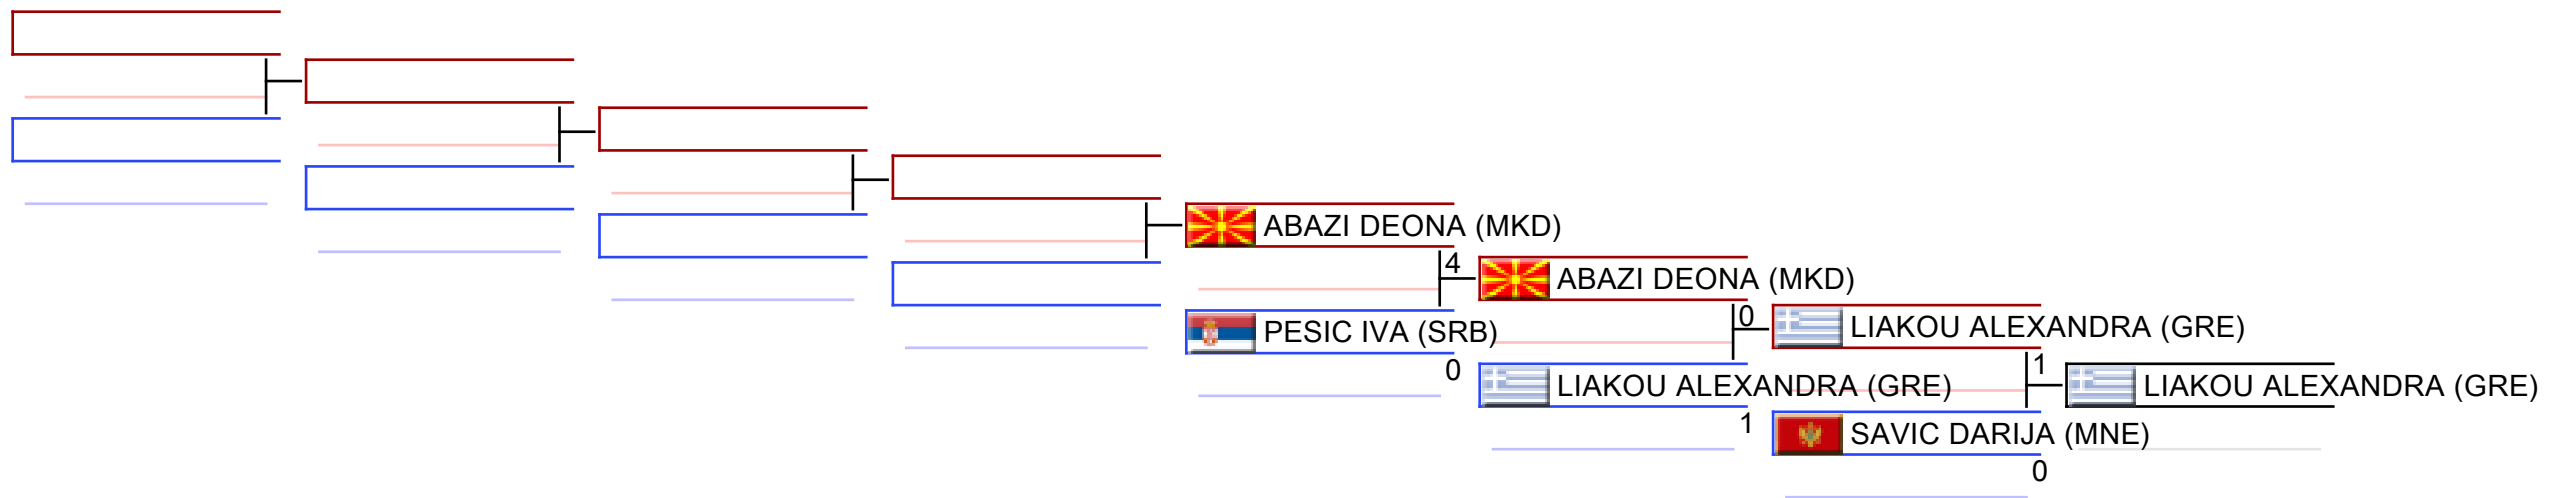 ABAZI DEONA (MKD)
4
PESIC IVA (SRB)
0
ABAZI DEONA (MKD)
0
LIAKOU ALEXANDRA (GRE)
1
LIAKOU ALEXANDRA (GRE)
1
SAVIC DARIJA (MNE)
0
LIAKOU ALEXANDRA (GRE)